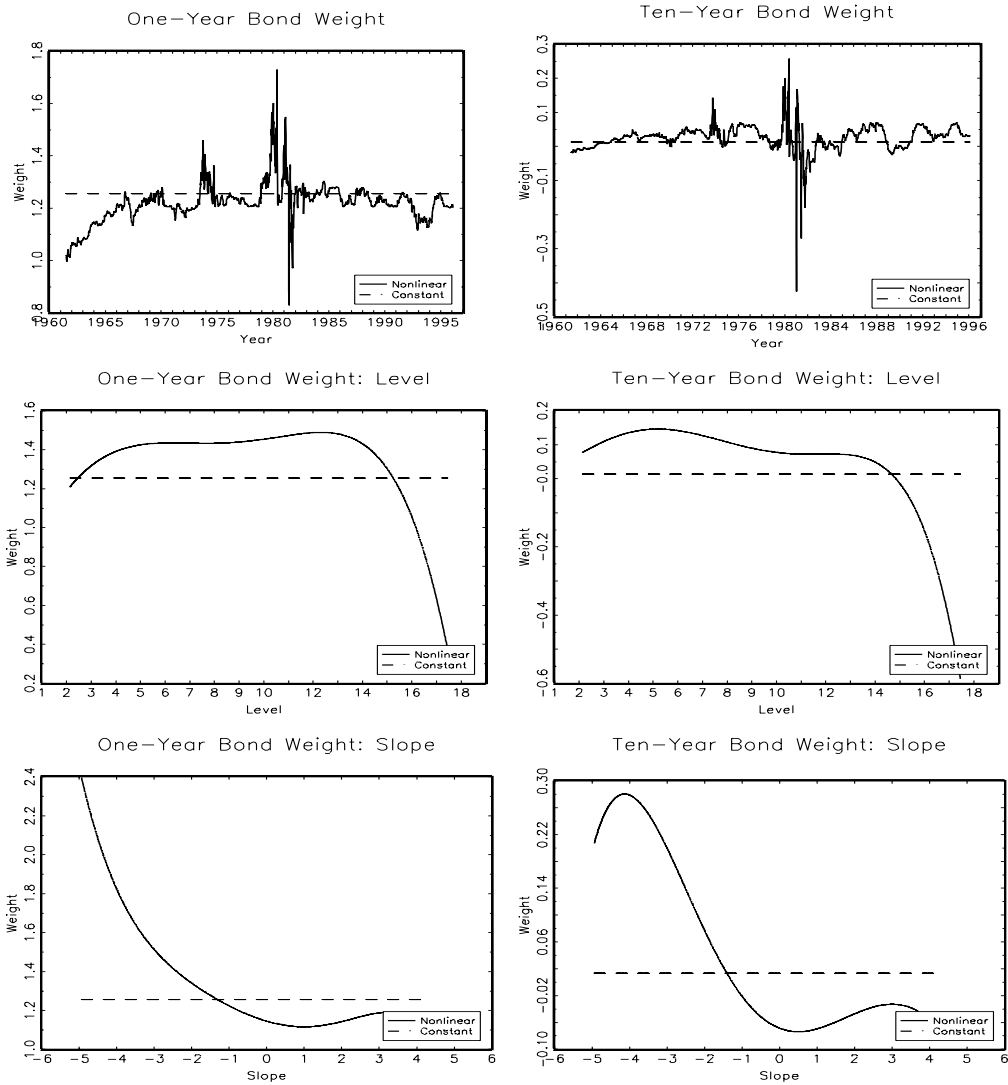 One-Year Bond Weight
Weight
0.8 1.0 1.2 1.4 1.6 1.8
Nonlinear
Constant
1960 1965 1970 1975 1980 1985 1990 1995
Year
Ten-Year Bond Weight
Weight
-0.5 -0.3 -0.1 0.1 0.2 0.3
Nonlinear
Constant
1960 1964 1968 1972 1976 1980 1984 1988 1992 1996
Year
One-Year Bond Weight: Level
Weight
0.2 0.4 0.6 0.8 1.0 1.2 1.4 1.6
Nonlinear
Constant
1 2 3 4 5 6 7 8 9 10 12 14 16 18
Level
Ten-Year Bond Weight: Level
Weight
-0.6 -0.4 -0.2 -0.0 0.1 0.2
Nonlinear
Constant
1 2 3 4 5 6 7 8 9 10 12 14 16 18
Level
One-Year Bond Weight: Slope
Weight
1.0 1.2 1.4 1.6 1.8 2.0 2.2 2.4
Nonlinear
Constant
-6 -5 -4 -3 -2 -1 0 1 2 3 4 5 6
Slope
Ten-Year Bond Weight: Slope
Weight
-0.10 -0.02 0.06 0.14 0.22 0.30
Nonlinear
Constant
-6 -5 -4 -3 -2 -1 0 1 2 3 4 5 6
Slope